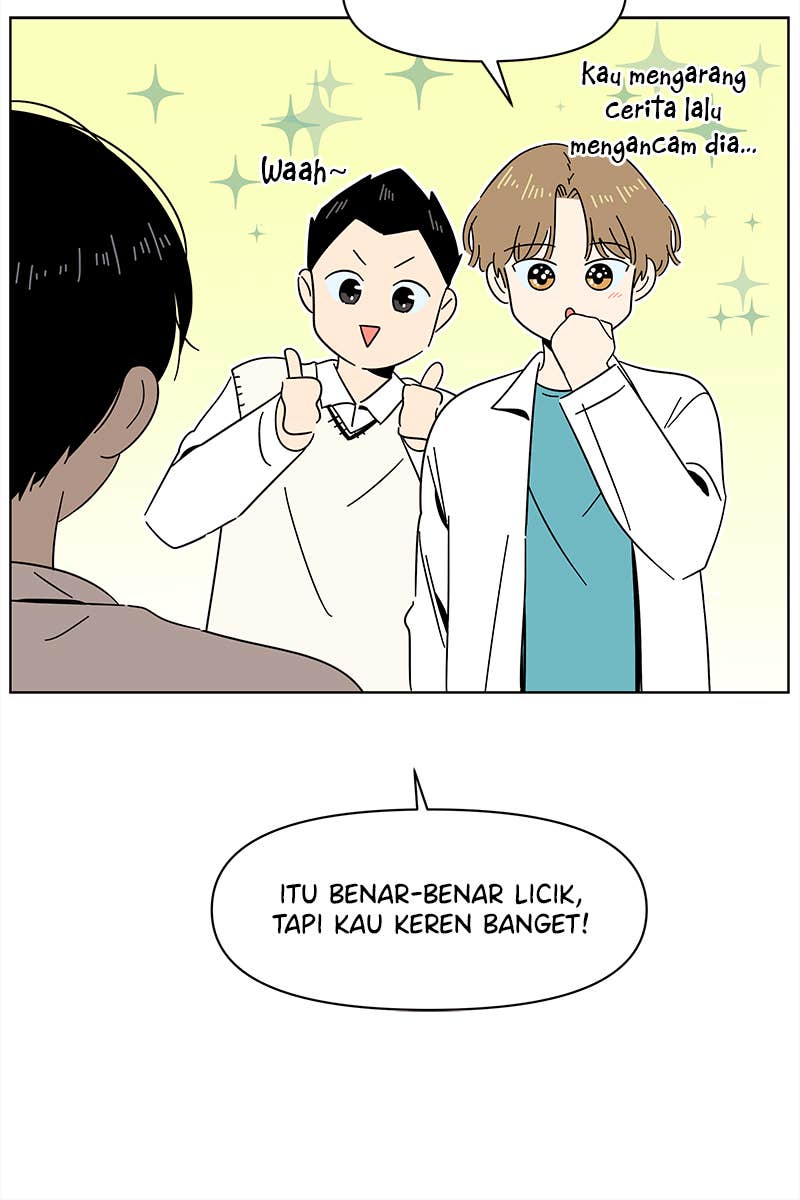 Kau mengarang
cerita lalu
mengancam dia...
Waah~
ITU BENAR-BENAR LICIK,
TAPI KAU KEREN BANGET!